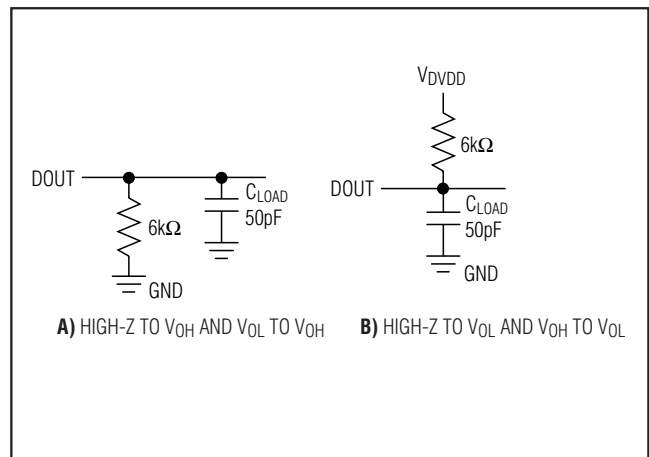 DOUT
6kΩ
GND
CLOAD
50pF
A) HIGH-Z TO VOH AND VOL TO VOH
VDVDD
6kΩ
DOUT
CLOAD
50pF
GND
B) HIGH-Z TO VOL AND VOH TO VOL